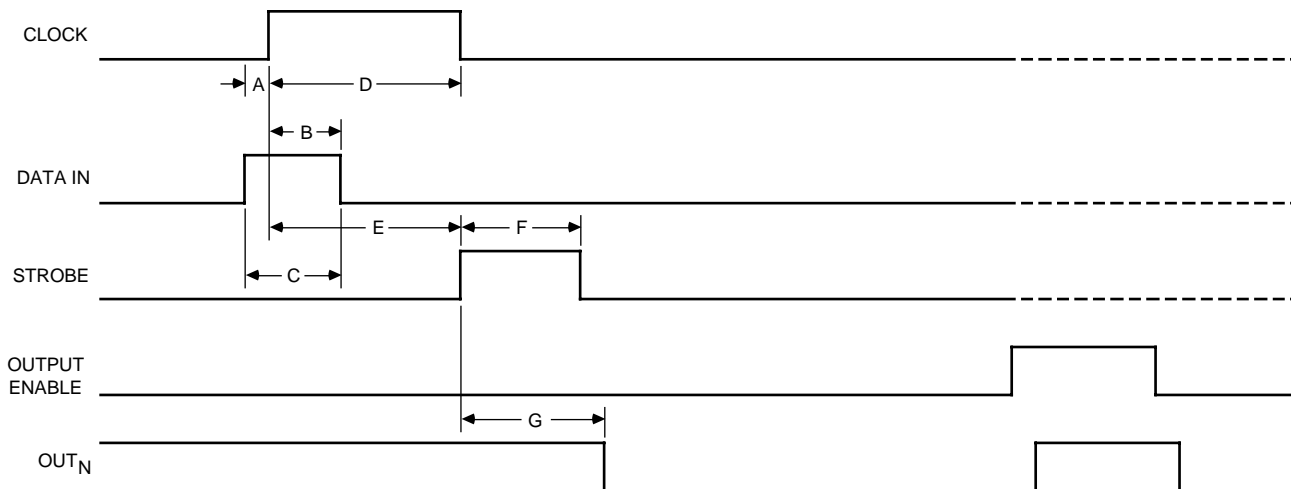 CLOCK
A
D
B
DATA IN
E
F
STROBE
C
OUTPUT
ENABLE
G
OUTN